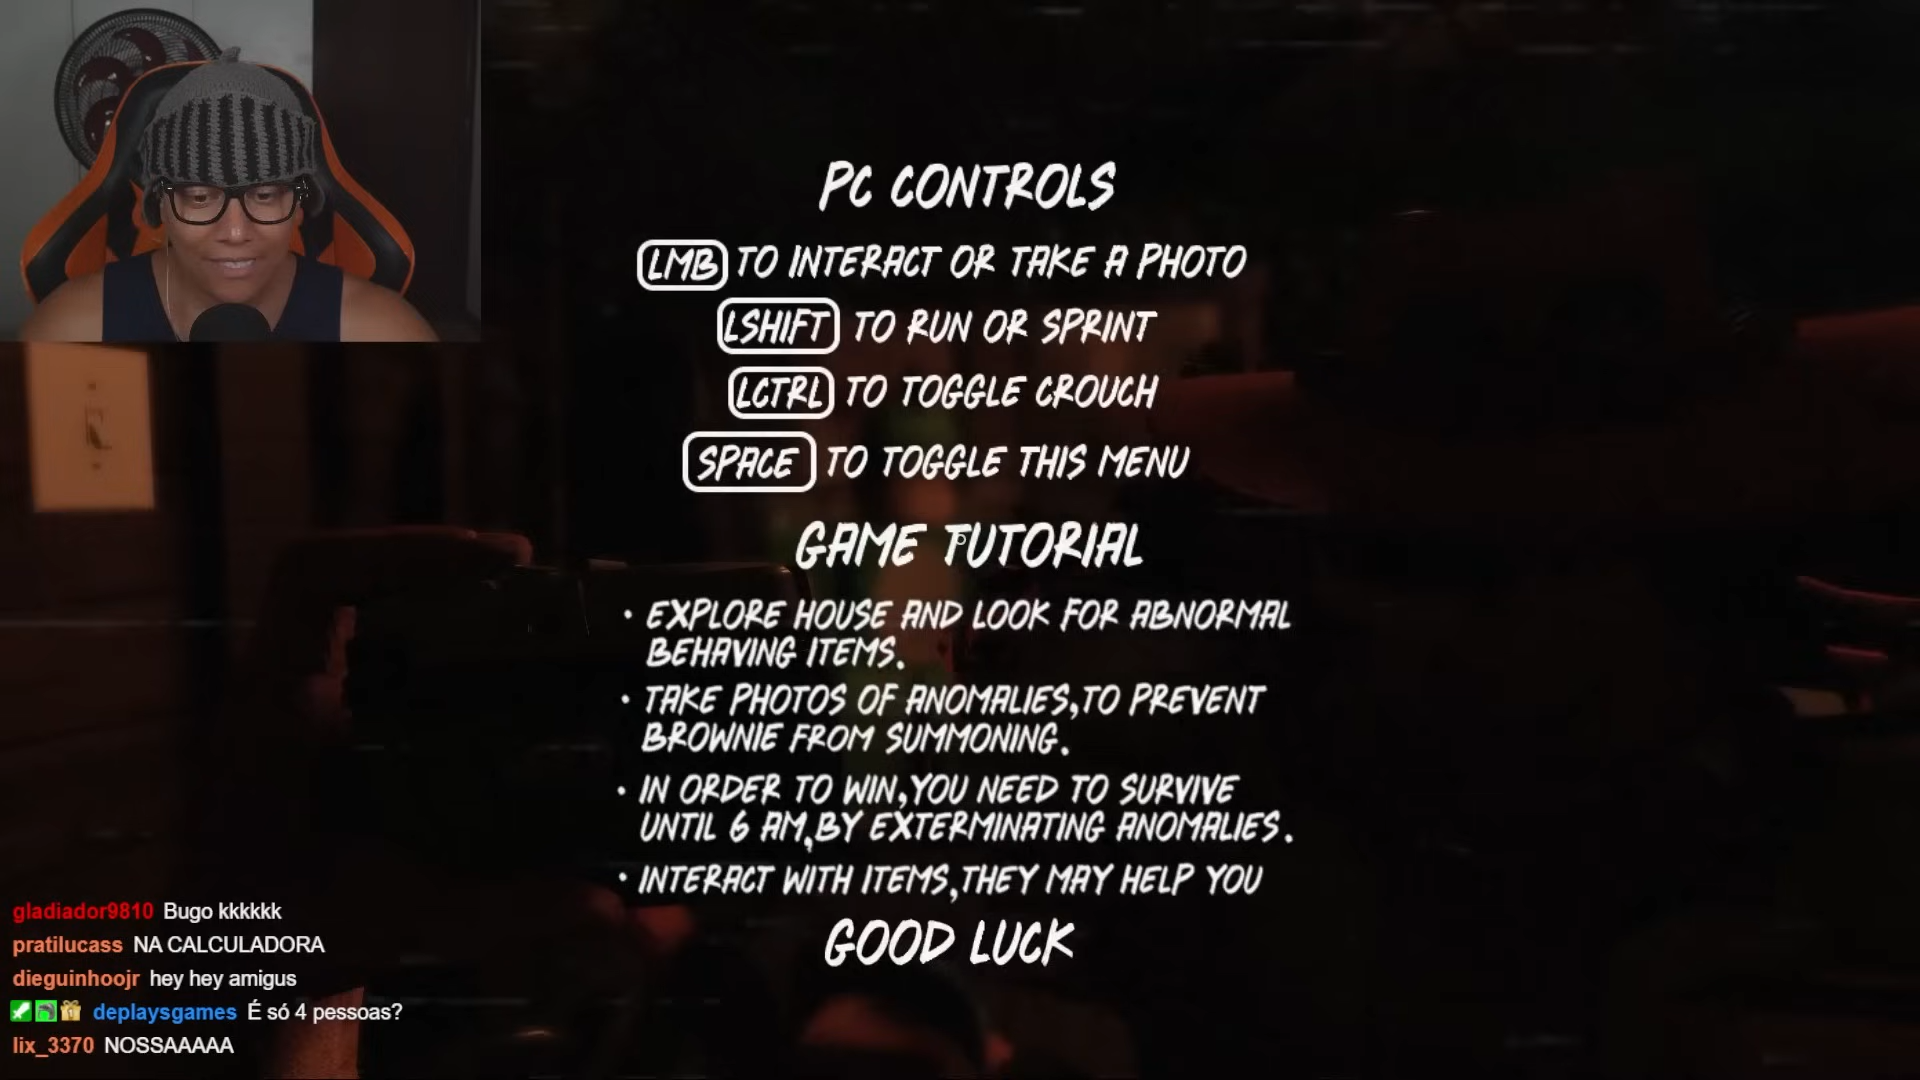 PC CONTROLS
LMB TO INTERACT OR TAKE A PHOTO
LSHIFT TO RUN OR SPRINT
LCTRL TO TOGGLE CROUCH
SPACE TO TOGGLE THIS MENU
GAME TUTORIAL
• EXPLORE HOUSE AND LOOK FOR ABNORMAL
BEHAVING ITEMS.
• TAKE PHOTOS OF ANOMALIES,TO PREVENT
BROWNIE FROM SUMMONING.
• IN ORDER TO WIN,YOU NEED TO SURVIVE
UNTIL 6 AM,BY EXTERMINATING ANOMALIES.
• INTERACT WITH ITEMS,THEY MAY HELP YOU
GOOD LUCK
gladiador9810 Bugo kkkkkk
pratilucass NA CALCULADORA
dieguinhoojr hey hey amigus
deplaysgames É só 4 pessoas?
lix_3370 NOSSAAAAA